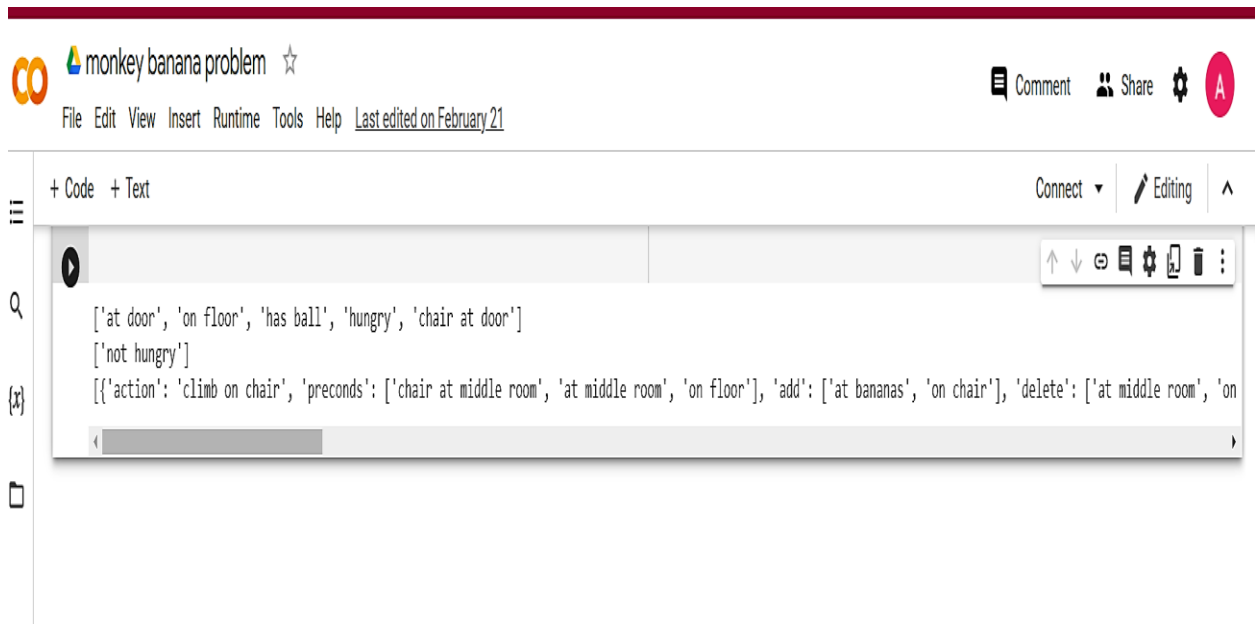 monkey banana problem
Comment Share A
File Edit View Insert Runtime Tools Help Last edited on February 21
+ Code + Text
Connect Editing
{x}
['at door', 'on floor', 'has ball', 'hungry', 'chair at door']
['not hungry']
[{'action': 'climb on chair', 'preconds': ['chair at middle room', 'at middle room', 'on floor'], 'add': ['at bananas', 'on chair'], 'delete': ['at middle room', 'on